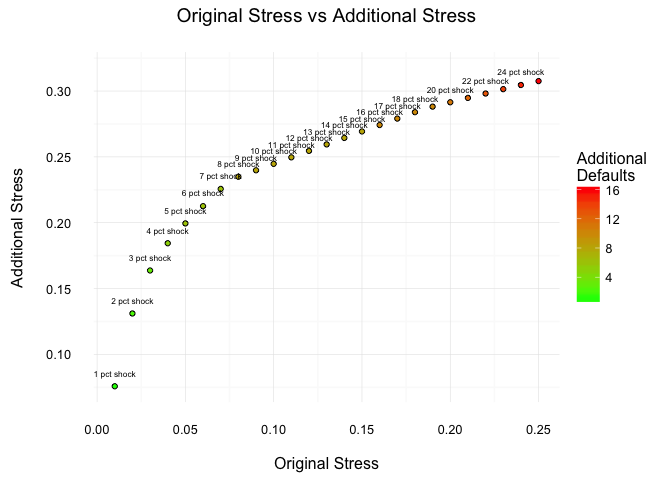 Original Stress vs Additional Stress
Additional Stress
0.30
0.25
0.20
0.15
0.10
24 pct shock
22 pct shock
20 pct shock
18 pct shock
17 pct shock
16 pct shock
15 pct shock
14 pct shock
13 pct shock
12 pct shock
11 pct shock
10 pct shock
9 pct shock
8 pct shock
7 pct shock
6 pct shock
5 pct shock
4 pct shock
3 pct shock
2 pct shock
1 pct shock
0.00 0.05 0.10 0.15 0.20 0.25
Original Stress
Additional
Defaults
16
12
8
4